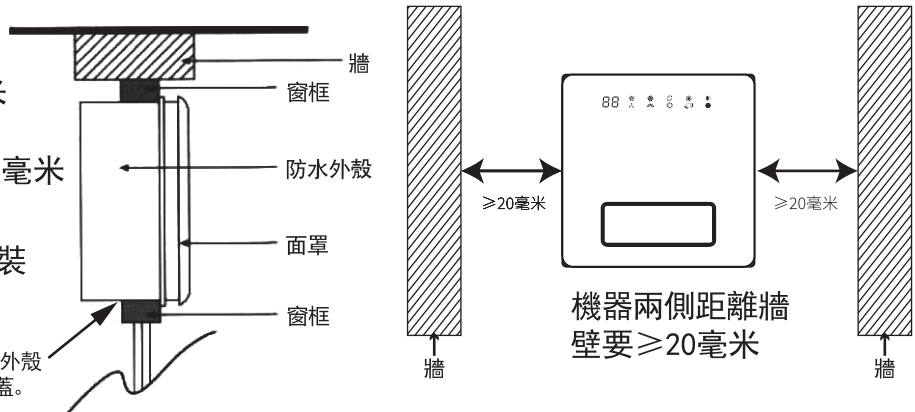 牆
窗框
米
毫米
防水外殼
裝
面罩
窗框
外殼
蓋。
88
≥20毫米
≥20毫米
機器兩側距離牆
壁要≥20毫米
牆
牆